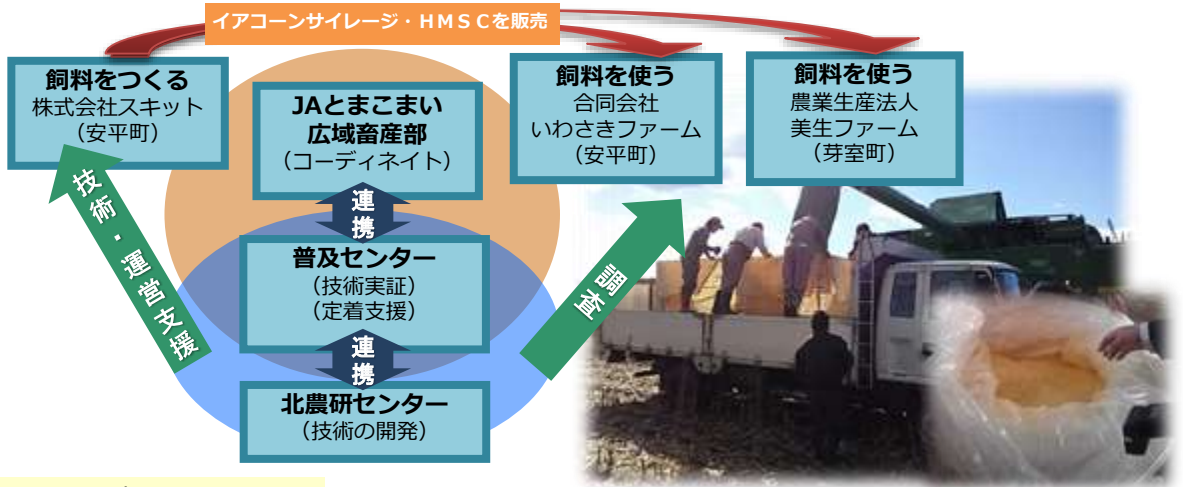 イアコーンサイレージ・ＨＭＳＣを販売
飼料をつくる
株式会社スキット
（安平町）
JAとまこまい
広域畜産部
（コーディネイト）
飼料を使う
合同会社
いわさきファーム
（安平町）
飼料を使う
農業生産法人
美生ファーム
（芽室町）
連携
普及センター
（技術実証）
（定着支援）
連携
北農研センター
（技術の開発）
技術・運営支援
調査